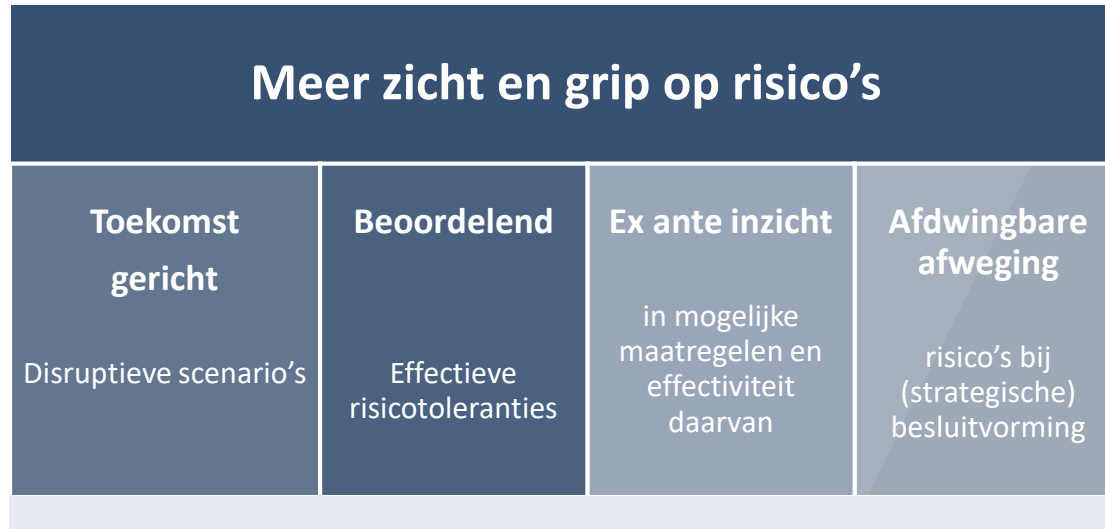 Meer zicht en grip op risico’s
Toekomst
gericht
Disruptieve scenario’s
Beoordelend
Effectieve
risicotoleranties
Ex ante inzicht
in mogelijke
maatregelen en
effectiviteit
daarvan
Afdwingbare
afweging
risico’s bij
(strategische)
besluitvorming